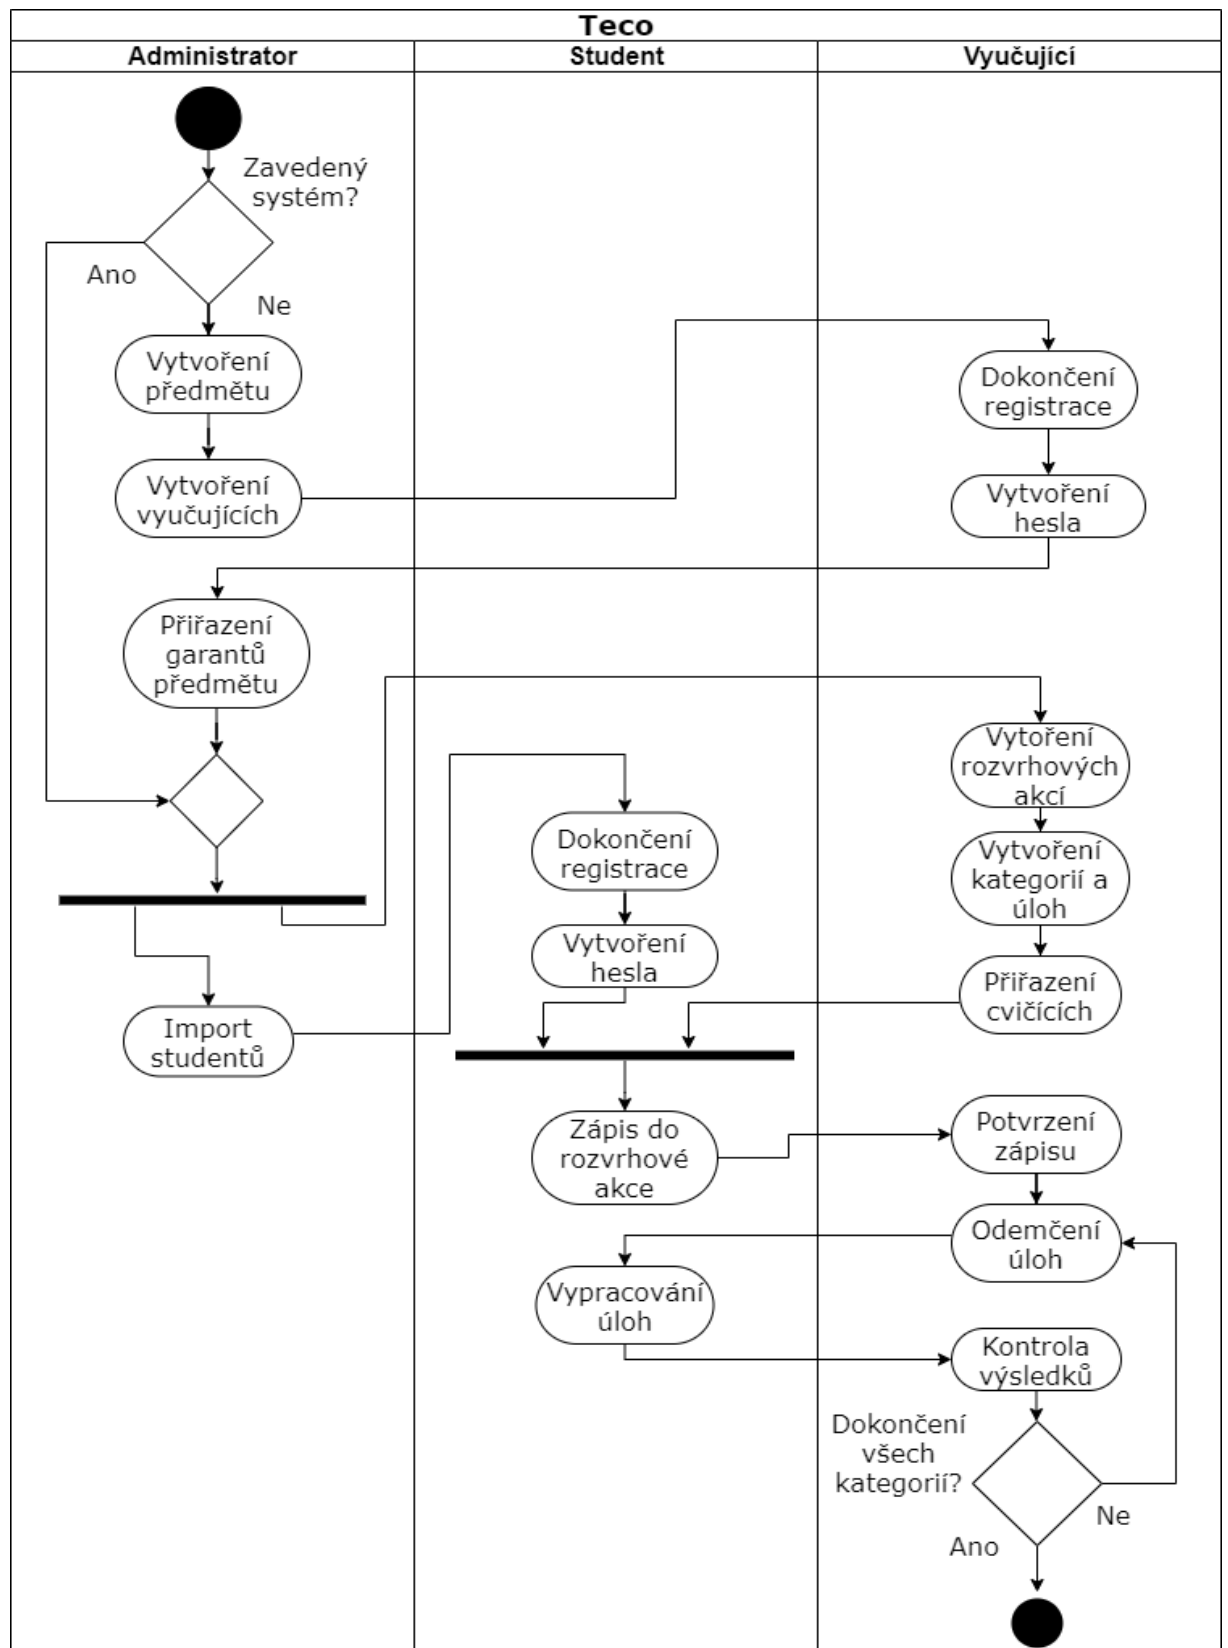 Teco
Administrator
Student
Vyučující
Zavedený
systém?
Ano
Ne
Vytvoření
předmětu
Vytvoření
vyučujících
Dokončení
registrace
Vytvoření
hesla
Přiřazení
garantů
předmětu
Vytoření
rozvrhových
akcí
Vytvoření
kategorií a
úloh
Přiřazení
cvičících
Dokončení
registrace
Vytvoření
hesla
Import
studentů
Zápis do
rozvrhové
akce
Potvrzení
zápisu
Odemčení
úloh
Vypracování
úloh
Kontrola
výsledků
Dokončení
všech
kategorií?
Ne
Ano